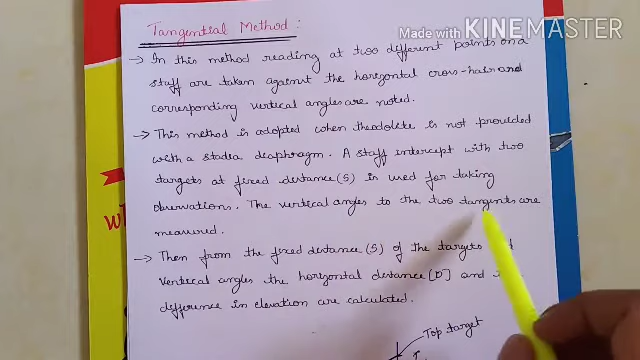 Made with KINEMASTER
Tangential Method :
→ In this method reading at two different points on a
staff are taken against the horizontal cross-hair and
corresponding vertical angles are noted.
→ This method is adopted when theodolite is not provided
with a stadia diaphragm. A staff intercept with two
targets at fixed distance (S) is used for taking
observations. The vertical angles to the two tangents are
measured.
→ Then from the fixed distance (S) of the targets
vertical angles the horizontal distance [D] and
difference in elevation are calculated.
Top target